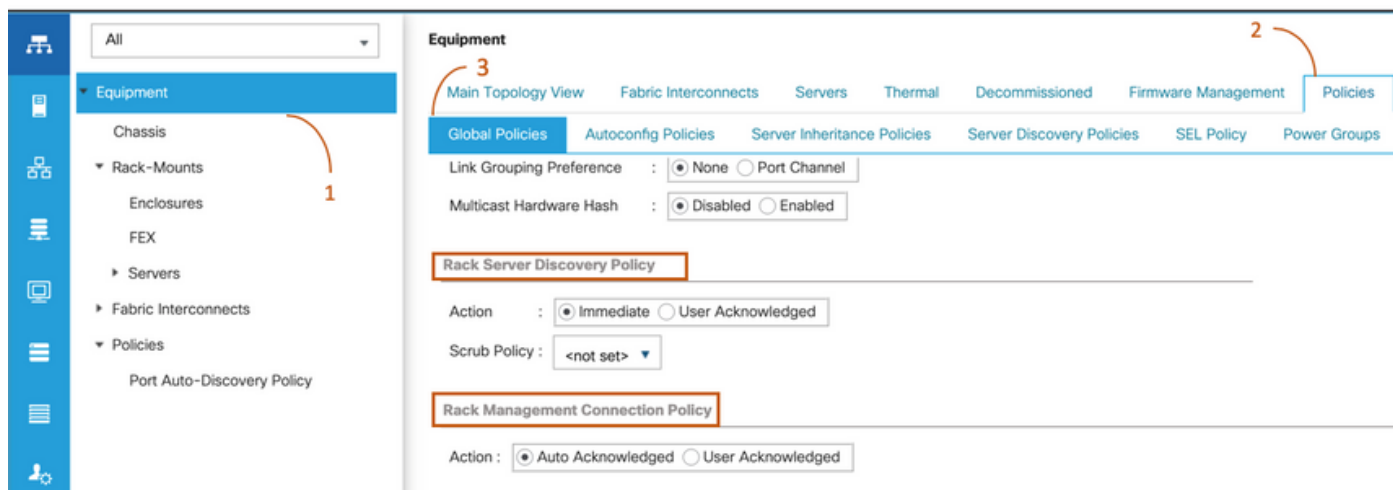 All
Equipment
Chassis
Rack-Mounts
Enclosures
FEX
Servers
Fabric Interconnects
Policies
Port Auto-Discovery Policy
1
Equipment
2
3
Main Topology View Fabric Interconnects Servers Thermal Decommissioned Firmware Management Policies
Global Policies Autoconfig Policies Server Inheritance Policies Server Discovery Policies SEL Policy Power Groups
Link Grouping Preference : None Port Channel
Multicast Hardware Hash : Disabled Enabled
Rack Server Discovery Policy
Action : Immediate User Acknowledged
Scrub Policy : <not set>
Rack Management Connection Policy
Action : Auto Acknowledged User Acknowledged